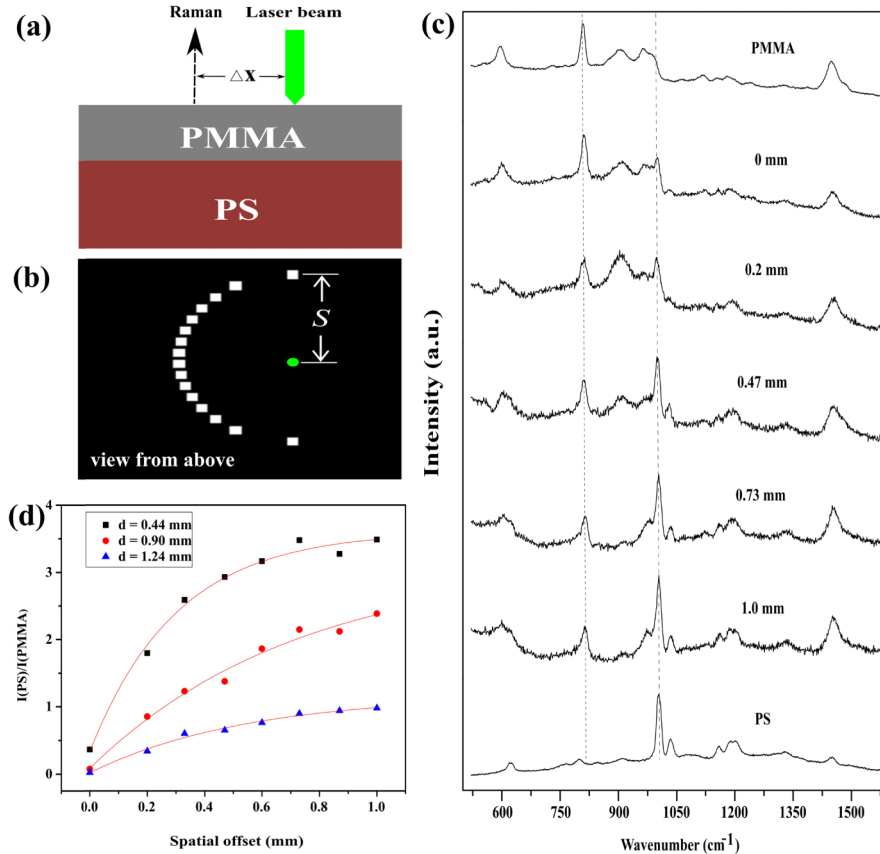 (a)
Raman
Laser beam
△X
PMMA
PS
(b)
S
view from above
(c)
PMMA
0 mm
0.2 mm
0.47 mm
0.73 mm
1.0 mm
PS
Intensity (a.u.)
600 750 900 1050 1200 1350 1500
Wavenumber (cm⁻¹)
(d)
d = 0.44 mm
d = 0.90 mm
d = 1.24 mm
4
3
2
1
0
I(PS)/I(PMMA)
0.0 0.2 0.4 0.6 0.8 1.0
Spatial offset (mm)